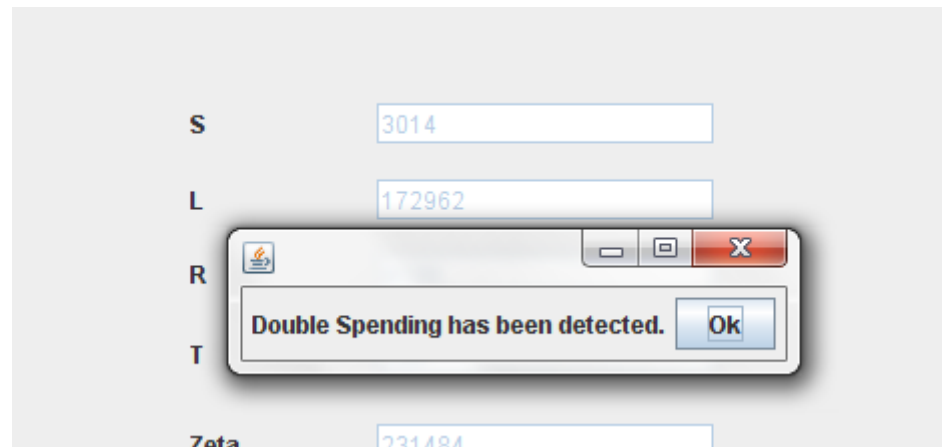 S 3014
L 172962
R
Double Spending has been detected. Ok
T
Zeta 231484